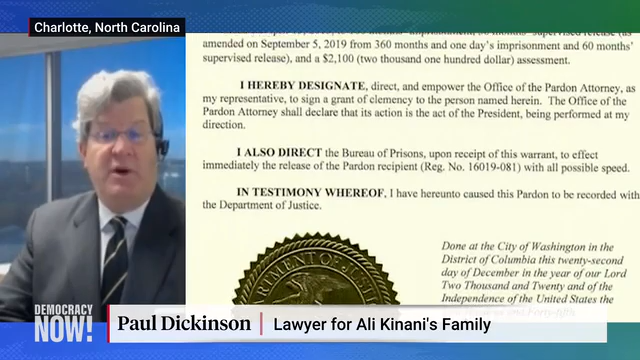 Charlotte, North Carolina
imprisonment, months' supervised release (as
amended on September 5, 2019 from 360 months and one day's imprisonment and 60 months'
supervised release), and a $2,100 (two thousand one hundred dollar) assessment.
I HEREBY DESIGNATE, direct, and empower the Office of the Pardon Attorney, as
my representative, to sign a grant of clemency to the person named herein. The Office of the
Pardon Attorney shall declare that its action is the act of the President, being performed at my
direction.
I ALSO DIRECT the Bureau of Prisons, upon receipt of this warrant, to effect
immediately the release of the Pardon recipient (Reg. No. 16019-081) with all possible speed.
IN TESTIMONY WHEREOF, I have hereunto caused this Pardon to be recorded with
the Department of Justice.
OF
Done at the City of Washington in the
District of Columbia this twenty-second
day of December in the year of our Lord
Two Thousand and Twenty and of the
Independence of the United States the
DEMOCRACY
NOW!
Paul Dickinson | Lawyer for Ali Kinani's Family